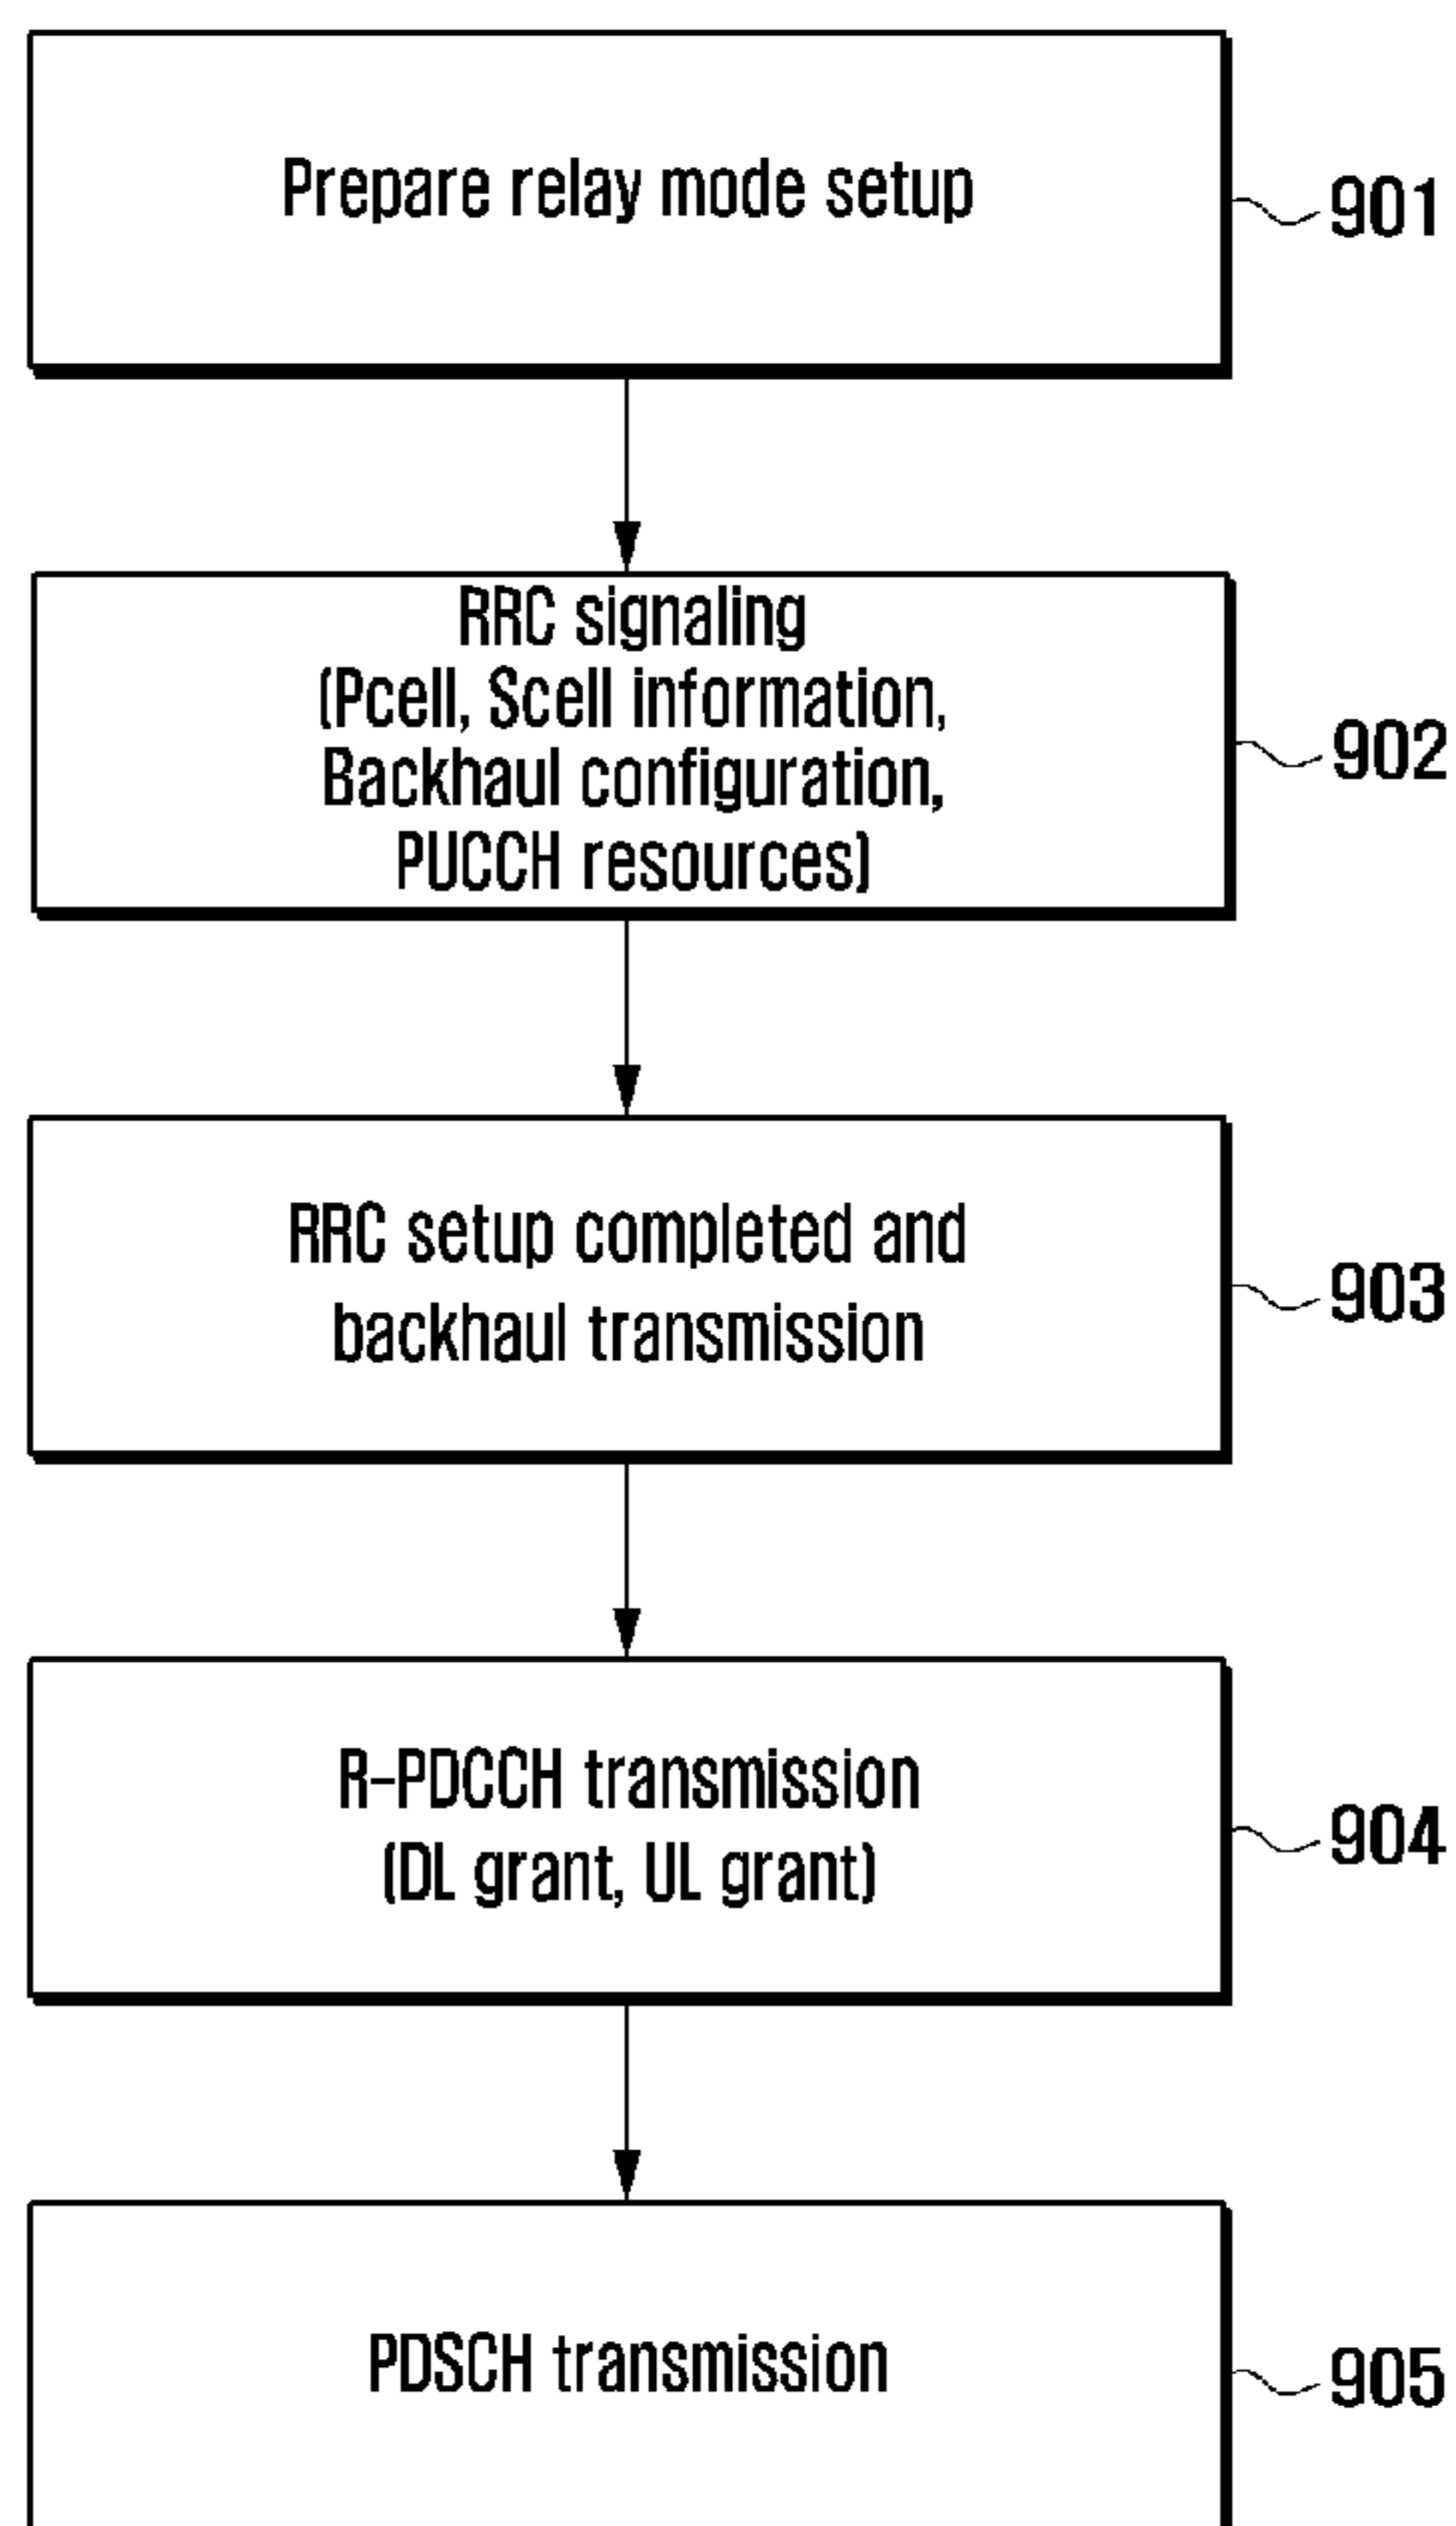 Prepare relay mode setup
901
RRC signaling
(Pcell, Scell information,
Backhaul configuration,
PUCCH resources)
902
RRC setup completed and
backhaul transmission
903
R-PDCCH transmission
(DL grant, UL grant)
904
PDSCH transmission
905